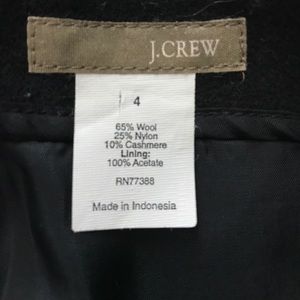 J.CREW
4
65% Wool
25% Nylon
10% Cashmere
Lining:
100% Acetate
RN77388
Made in Indonesia